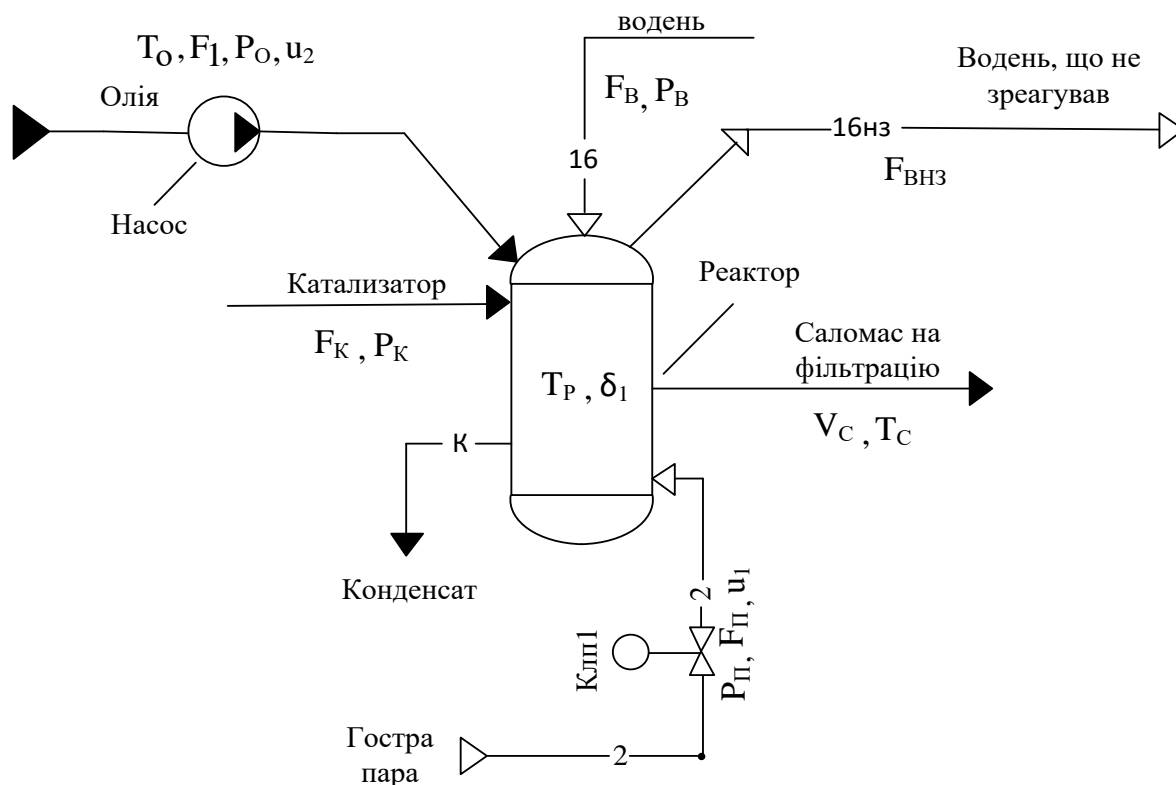 T₀, F₁, P₀, u₂
Олія
Насос
водень
F_В, P_В
16
Водень, що не
зреагував
16нз
F_ВНЗ
Катализатор
F_К , P_К
Реактор
Саломас на
фільтрацію
V_С , T_С
T_Р , δ₁
К
Конденсат
2
P_П, F_П, u₁
Клп1
Гостра
пара
2